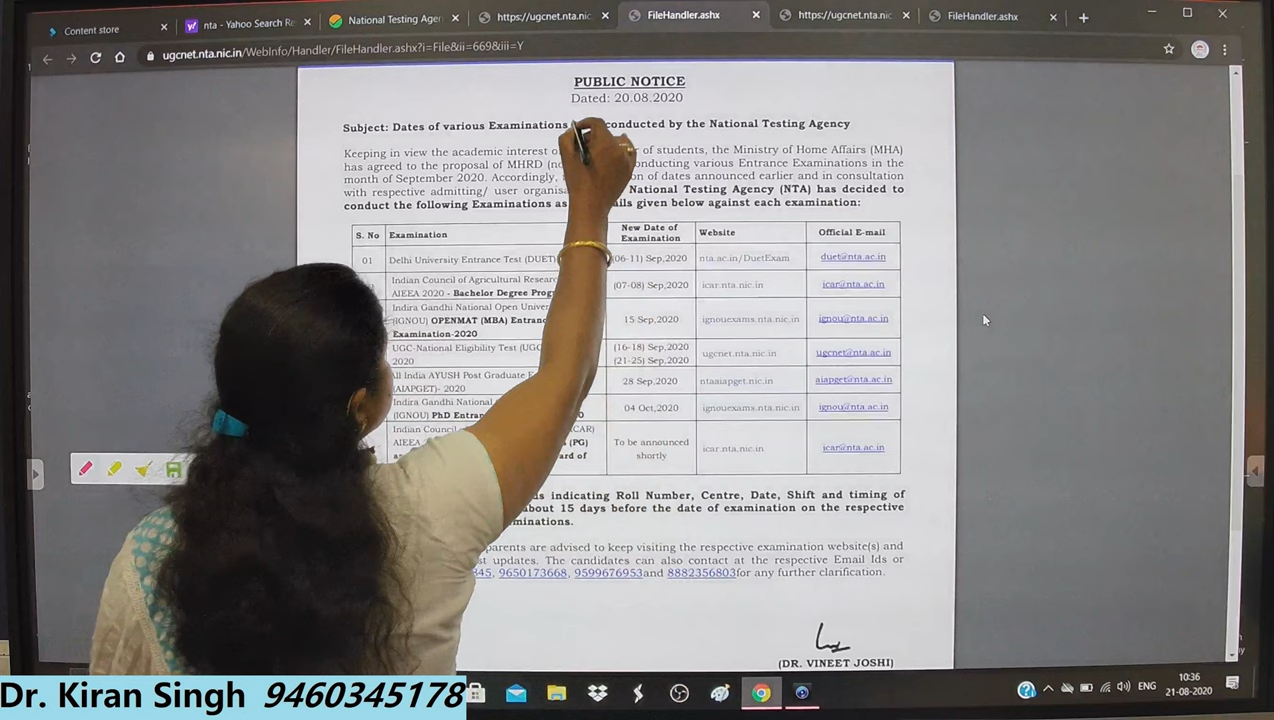 Content store
nta - Yahoo Search Re
National Testing Agen
https://ugcnet.nta.nic.in
FileHandler.ashx
https://ugcnet.nta.nic.in
FileHandler.ashx
ugcnet.nta.nic.in/WebInfo/Handler/FileHandler.ashx?i=File&ii=669&iii=Y
PUBLIC NOTICE
Dated: 20.08.2020
Subject: Dates of various Examinations conducted by the National Testing Agency
Keeping in view the academic interest of students, the Ministry of Home Affairs (MHA)
has agreed to the proposal of MHRD conducting various Entrance Examinations in the
month of September 2020. Accordingly, of dates announced earlier and in consultation
with respective admitting/ user National Testing Agency (NTA) has decided to
conduct the following Examinations as given below against each examination:
S. No Examination New Date of Examination Website Official E-mail
01 Delhi University Entrance Test (DUET) (06-11) Sep,2020 nta.ac.in/DuetExam duet@nta.ac.in
Indian Council of Agricultural
AIEEA 2020 - Bachelor Degree (07-08) Sep,2020 icar.nta.nic.in icar@nta.ac.in
Indira Gandhi National Open
(IGNOU) OPENMAT (MBA) 15 Sep,2020 ignouexams.nta.nic.in ignou@nta.ac.in
Examination-2020
UGC-National Eligibility Test (16-18) Sep,2020 ugcnet.nta.nic.in ugcnet@nta.ac.in
2020 (21-25) Sep,2020
All India AYUSH Post Graduate
(AIAPGET)- 2020 28 Sep,2020 ntaaiapget.nic.in aiapget@nta.ac.in
Indira Gandhi National
(IGNOU) PhD 04 Oct,2020 ignouexams.nta.nic.in ignou@nta.ac.in
Indian Council
AIEEA (PG) To be announced shortly icar.nta.nic.in icar@nta.ac.in
indicating Roll Number, Centre, Date, Shift and timing of
about 15 days before the date of examination on the respective
parents are advised to keep visiting the respective examination website(s) and
updates. The candidates can also contact at the respective Email Ids or
9650173668, 9599676953and 8882356803for any further clarification.
(DR. VINEET JOSHI)
ENG
10:36
21-08-2020
Dr. Kiran Singh 9460345178